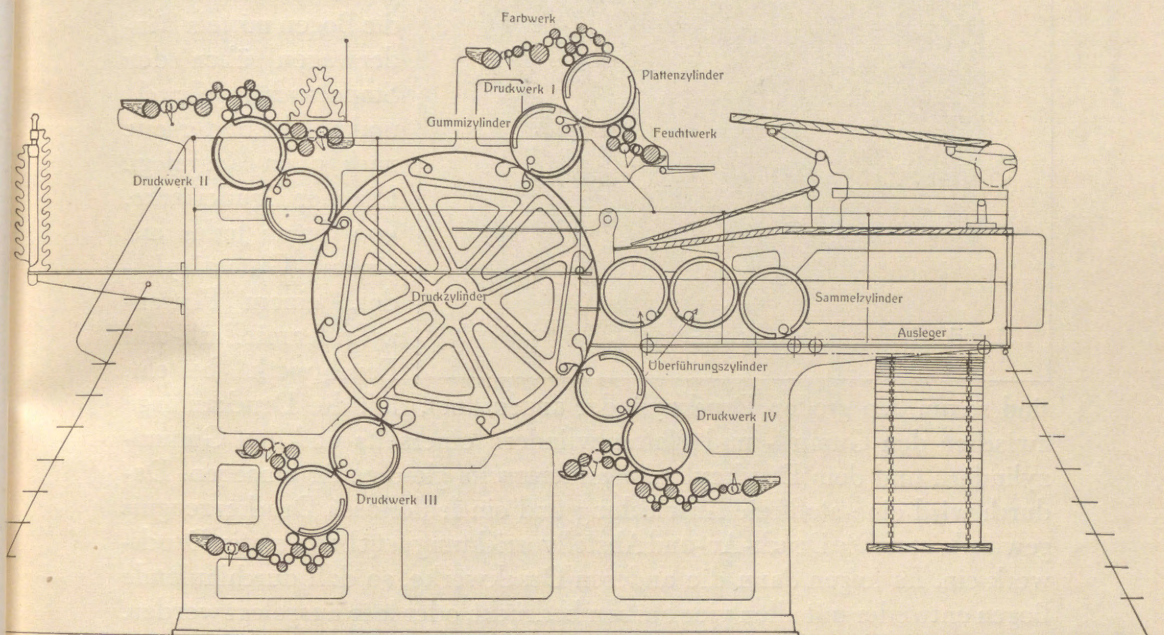 Farbwerk
Plattenzylinder
Druckwerk I
Gummizylinder
Feuchtwerk
Druckwerk II
Druckzylinder
Sammelzylinder
Ausleger
Überführungszylinder
Druckwerk IV
Druckwerk III